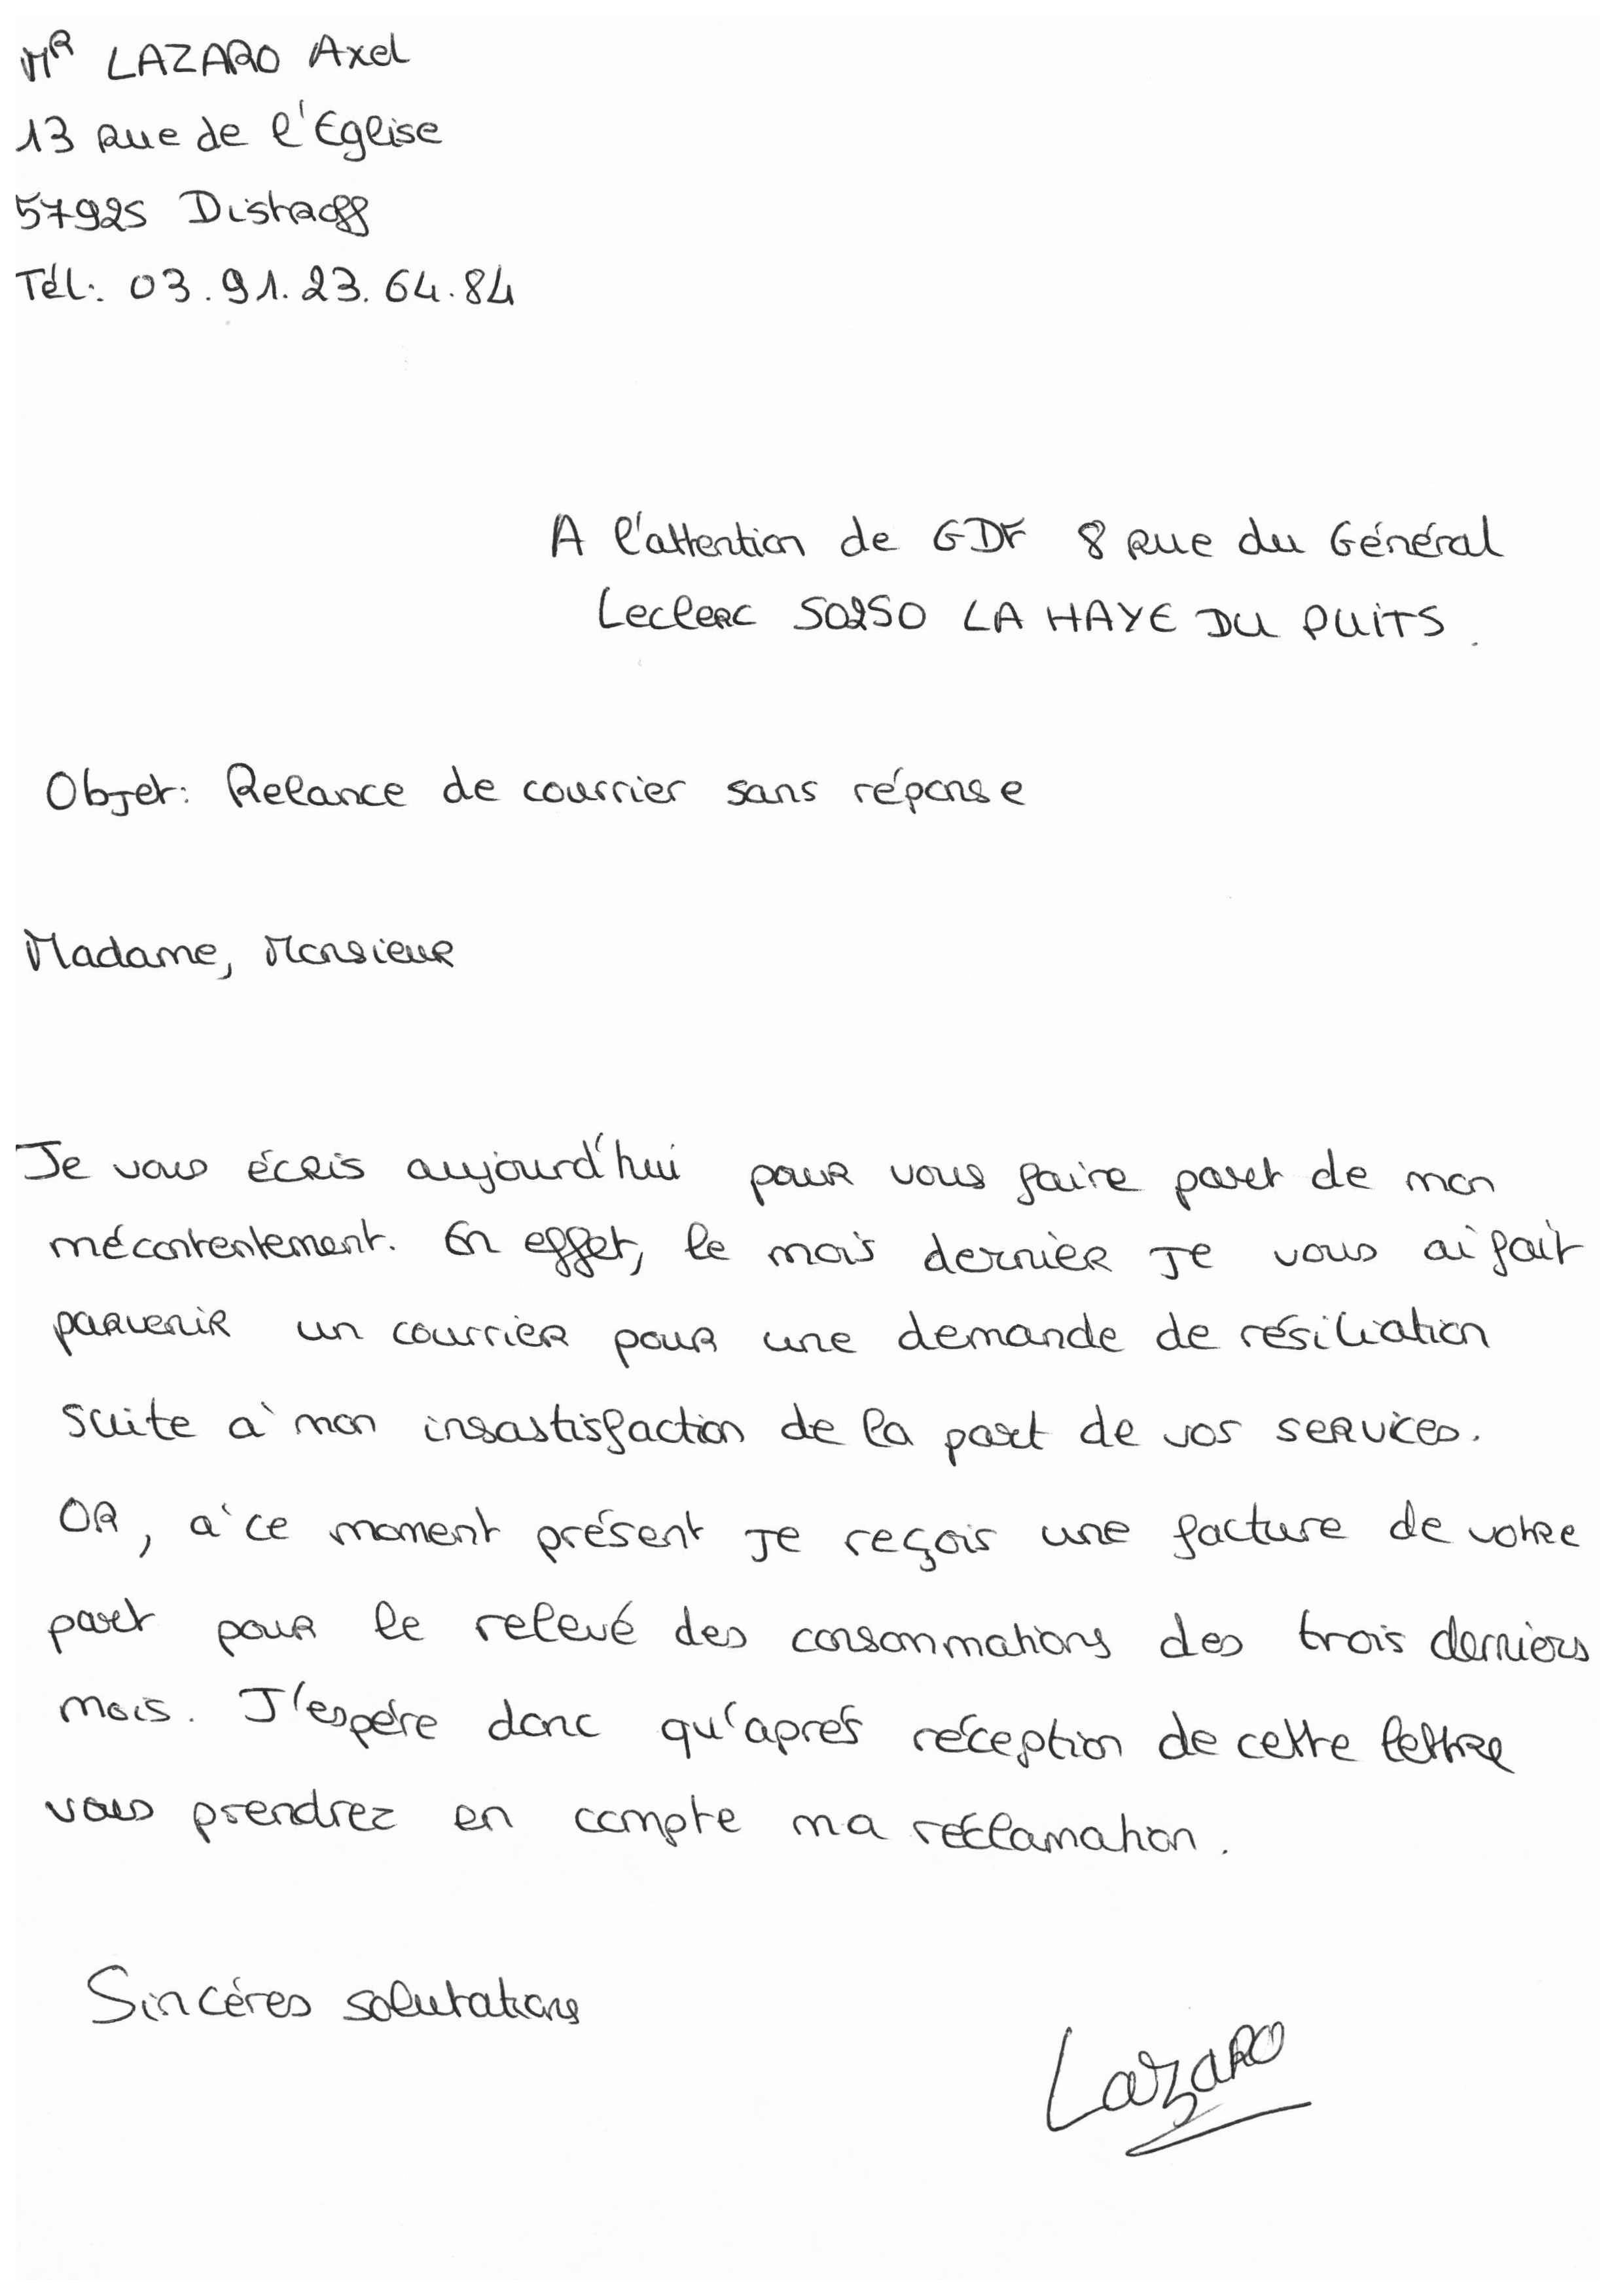 MR LAZARO Axel
13 Rue de l'Eglise
57925 Distroff
Tél: 03.91.23.64.84
A l'attention de GDF 8 Rue du Général
Leclerc 50250 LA HAYE DU PUITS.
Objet: Relance de courrier sans réponse
Madame, Monsieur
Je vous écris aujourd'hui pour vous faire part de mon
mécontentement. En effet, le mois dernier je vous ai fait
parvenir un courrier pour une demande de résiliation
suite à mon insastisfaction de la part de vos services.
OR, à ce moment présent je reçois une facture de votre
part pour le relevé des consommations des trois derniers
mois. J'espére donc qu'aprés réception de cette lettre
vous prendrez en compte ma réclamation.
Sincéres salutations
Lazaro